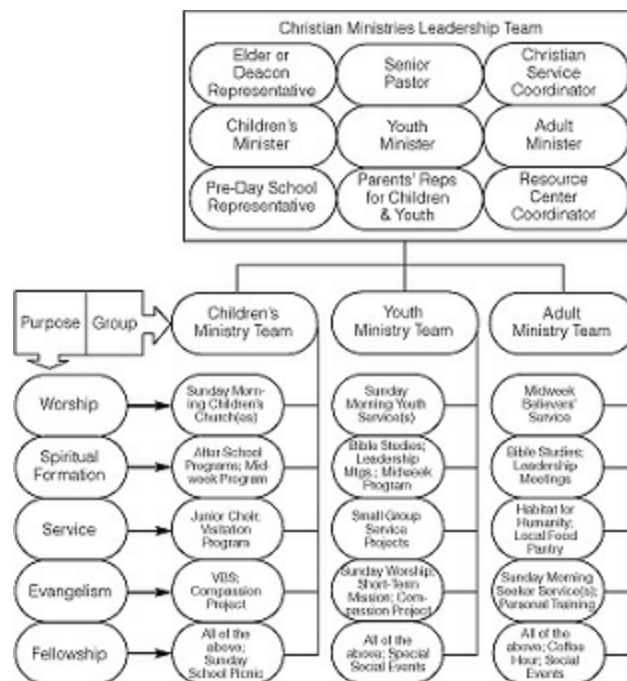 Christian Ministries Leadership Team
Elder or
Deacon
Representative
Senior
Pastor
Christian
Service
Coordinator
Children's
Minister
Youth
Minister
Adult
Minister
Pre-Day School
Representative
Parents' Reps
for Children
& Youth
Resource
Center
Coordinator
Purpose
Group
Children's
Ministry Team
Youth
Ministry Team
Adult
Ministry Team
Worship
Sunday Morn-
ing Children's
Church(es)
Sunday
Morning Youth
Service(s)
Midweek
Believers'
Service
Spiritual
Formation
After School
Programs; Mid-
week Program
Bible Studies;
Leadership
Mtgs.; Midweek
Program
Bible Studies;
Leadership
Meetings
Service
Junior Choir;
Visitation
Program
Small Group
Service
Projects
Habitat for
Humanity;
Local Food
Pantry
Evangelism
VBS;
Compassion
Project
Sunday Worship;
Short-Term
Mission; Com-
passion Project
Sunday Morning
Seeker Service(s);
Personal Training
Fellowship
All of the
above;
Sunday
School Picnic
All of the
above; Special
Social Events
All of the
above; Coffee
Hour; Social
Events